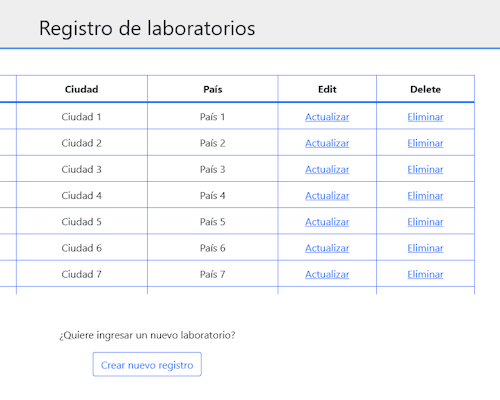 Registro de laboratorios
Ciudad País Edit Delete
Ciudad 1 País 1 Actualizar Eliminar
Ciudad 2 País 2 Actualizar Eliminar
Ciudad 3 País 3 Actualizar Eliminar
Ciudad 4 País 4 Actualizar Eliminar
Ciudad 5 País 5 Actualizar Eliminar
Ciudad 6 País 6 Actualizar Eliminar
Ciudad 7 País 7 Actualizar Eliminar
¿Quiere ingresar un nuevo laboratorio?
Crear nuevo registro